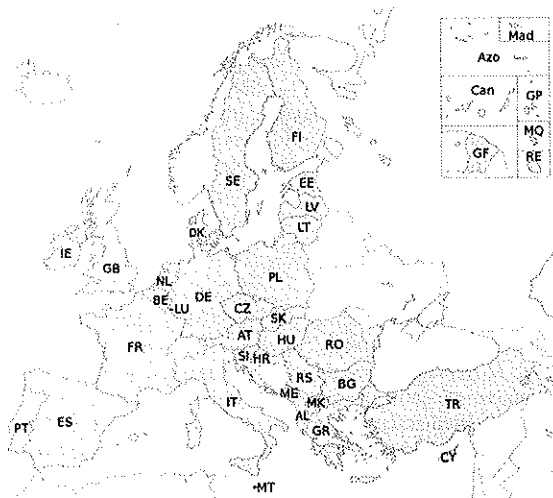 Mad
Azo
Can
GP
MQ
GF
RE
FI
SE
EE
LV
LT
DK
IE
GB
NL
BE
LU
DE
PL
CZ
SK
AT
HU
FR
SI
HR
RO
RS
BG
ME
MK
IT
AL
TR
PT
ES
GR
CY
MT